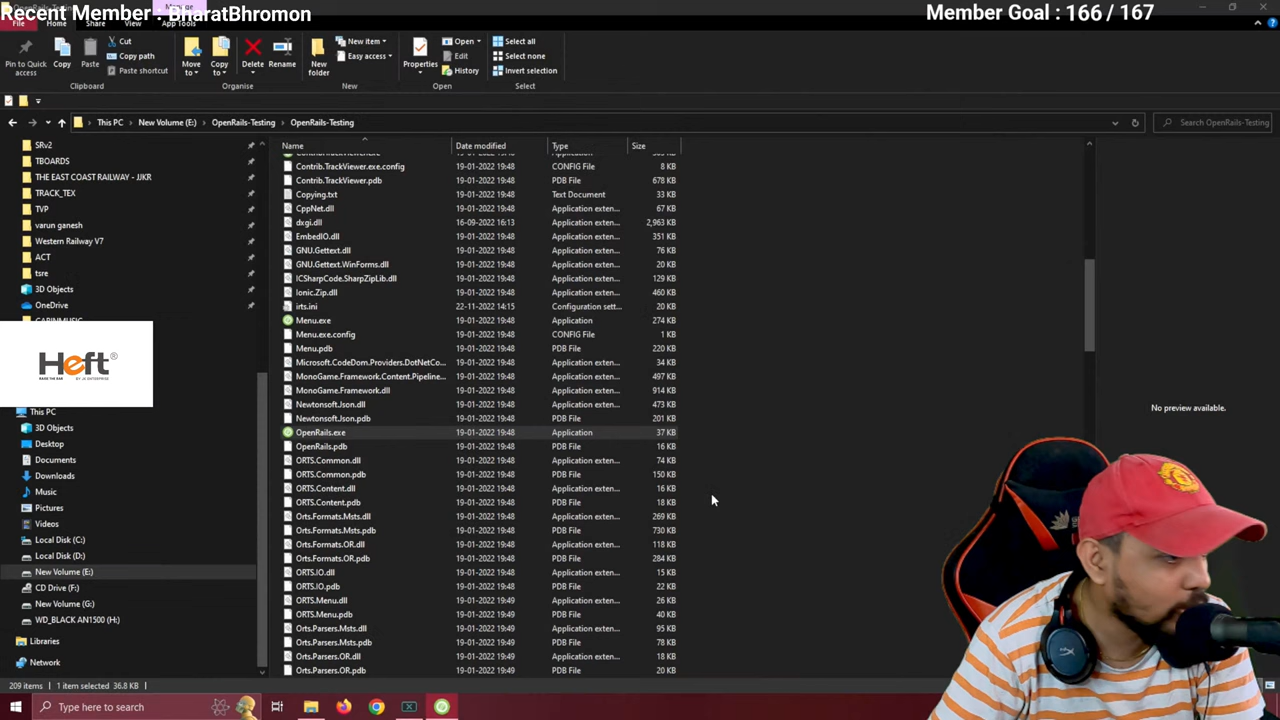 Recent Member : BharatBhromon
Member Goal : 166 / 167
File
Home
Share
View
App Tools
Pin to Quick access
Copy
Paste
Cut
Copy path
Paste shortcut
Clipboard
Move to
Copy to
Delete
Rename
Organise
New folder
New item
Easy access
New
Properties
Open
Edit
History
Open
Select all
Select none
Invert selection
Select
This PC > New Volume (E:) > OpenRails-Testing > OpenRails-Testing
Search OpenRails-Testing
SRv2
TBOARDS
THE EAST COAST RAILWAY - JJKR
TRACK_TEX
TVP
varun ganesh
Western Railway V7
ACT
tsre
3D Objects
OneDrive
Heft®
RAISE THE BAR BY JA ENTERPRISE
This PC
3D Objects
Desktop
Documents
Downloads
Music
Pictures
Videos
Local Disk (C:)
Local Disk (D:)
New Volume (E:)
CD Drive (F:)
New Volume (G:)
WD_BLACK AN1500 (H:)
Libraries
Network
Name Date modified Type Size
Contrib.TrackViewer.exe.config 19-01-2022 19:48 CONFIG File 8 KB
Contrib.TrackViewer.pdb 19-01-2022 19:48 PDB File 678 KB
Copying.txt 19-01-2022 19:48 Text Document 33 KB
CppNet.dll 19-01-2022 19:48 Application exten... 67 KB
dxgi.dll 16-09-2022 16:13 Application exten... 2,963 KB
EmbedIO.dll 19-01-2022 19:48 Application exten... 351 KB
GNU.Gettext.dll 19-01-2022 19:48 Application exten... 76 KB
GNU.Gettext.WinForms.dll 19-01-2022 19:48 Application exten... 20 KB
ICSharpCode.SharpZipLib.dll 19-01-2022 19:48 Application exten... 129 KB
Ionic.Zip.dll 19-01-2022 19:48 Application exten... 460 KB
irts.ini 22-11-2022 14:15 Configuration sett... 20 KB
Menu.exe 19-01-2022 19:48 Application 274 KB
Menu.exe.config 19-01-2022 19:48 CONFIG File 1 KB
Menu.pdb 19-01-2022 19:48 PDB File 220 KB
Microsoft.CodeDom.Providers.DotNetCo... 19-01-2022 19:48 Application exten... 34 KB
MonoGame.Framework.Content.Pipeline... 19-01-2022 19:48 Application exten... 497 KB
MonoGame.Framework.dll 19-01-2022 19:48 Application exten... 914 KB
Newtonsoft.Json.dll 19-01-2022 19:48 Application exten... 473 KB
Newtonsoft.Json.pdb 19-01-2022 19:48 PDB File 201 KB
OpenRails.exe 19-01-2022 19:48 Application 37 KB
OpenRails.pdb 19-01-2022 19:48 PDB File 16 KB
ORTS.Common.dll 19-01-2022 19:48 Application exten... 74 KB
ORTS.Common.pdb 19-01-2022 19:48 PDB File 150 KB
ORTS.Content.dll 19-01-2022 19:48 Application exten... 16 KB
ORTS.Content.pdb 19-01-2022 19:48 PDB File 18 KB
Orts.Formats.Msts.dll 19-01-2022 19:48 Application exten... 269 KB
Orts.Formats.Msts.pdb 19-01-2022 19:48 PDB File 730 KB
Orts.Formats.OR.dll 19-01-2022 19:48 Application exten... 118 KB
Orts.Formats.OR.pdb 19-01-2022 19:48 PDB File 284 KB
ORTS.IO.dll 19-01-2022 19:48 Application exten... 15 KB
ORTS.IO.pdb 19-01-2022 19:48 PDB File 22 KB
ORTS.Menu.dll 19-01-2022 19:49 Application exten... 26 KB
ORTS.Menu.pdb 19-01-2022 19:49 PDB File 40 KB
Orts.Parsers.Msts.dll 19-01-2022 19:49 Application exten... 95 KB
Orts.Parsers.Msts.pdb 19-01-2022 19:49 PDB File 78 KB
Orts.Parsers.OR.dll 19-01-2022 19:49 Application exten... 18 KB
Orts.Parsers.OR.pdb 19-01-2022 19:49 PDB File 20 KB
No preview available.
209 items
1 item selected 36.8 KB
Type here to search